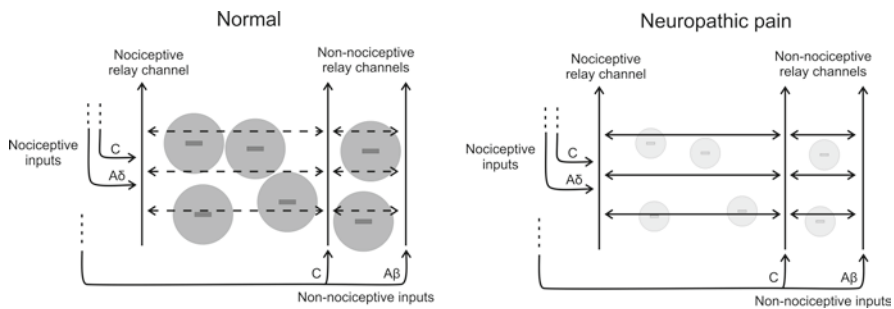 Normal
Nociceptive
relay channel
Non-nociceptive
relay channels
Nociceptive
inputs
C
Aδ
C
Aβ
Non-nociceptive inputs
Neuropathic pain
Nociceptive
relay channel
Non-nociceptive
relay channels
Nociceptive
inputs
C
Aδ
C
Aβ
Non-nociceptive inputs